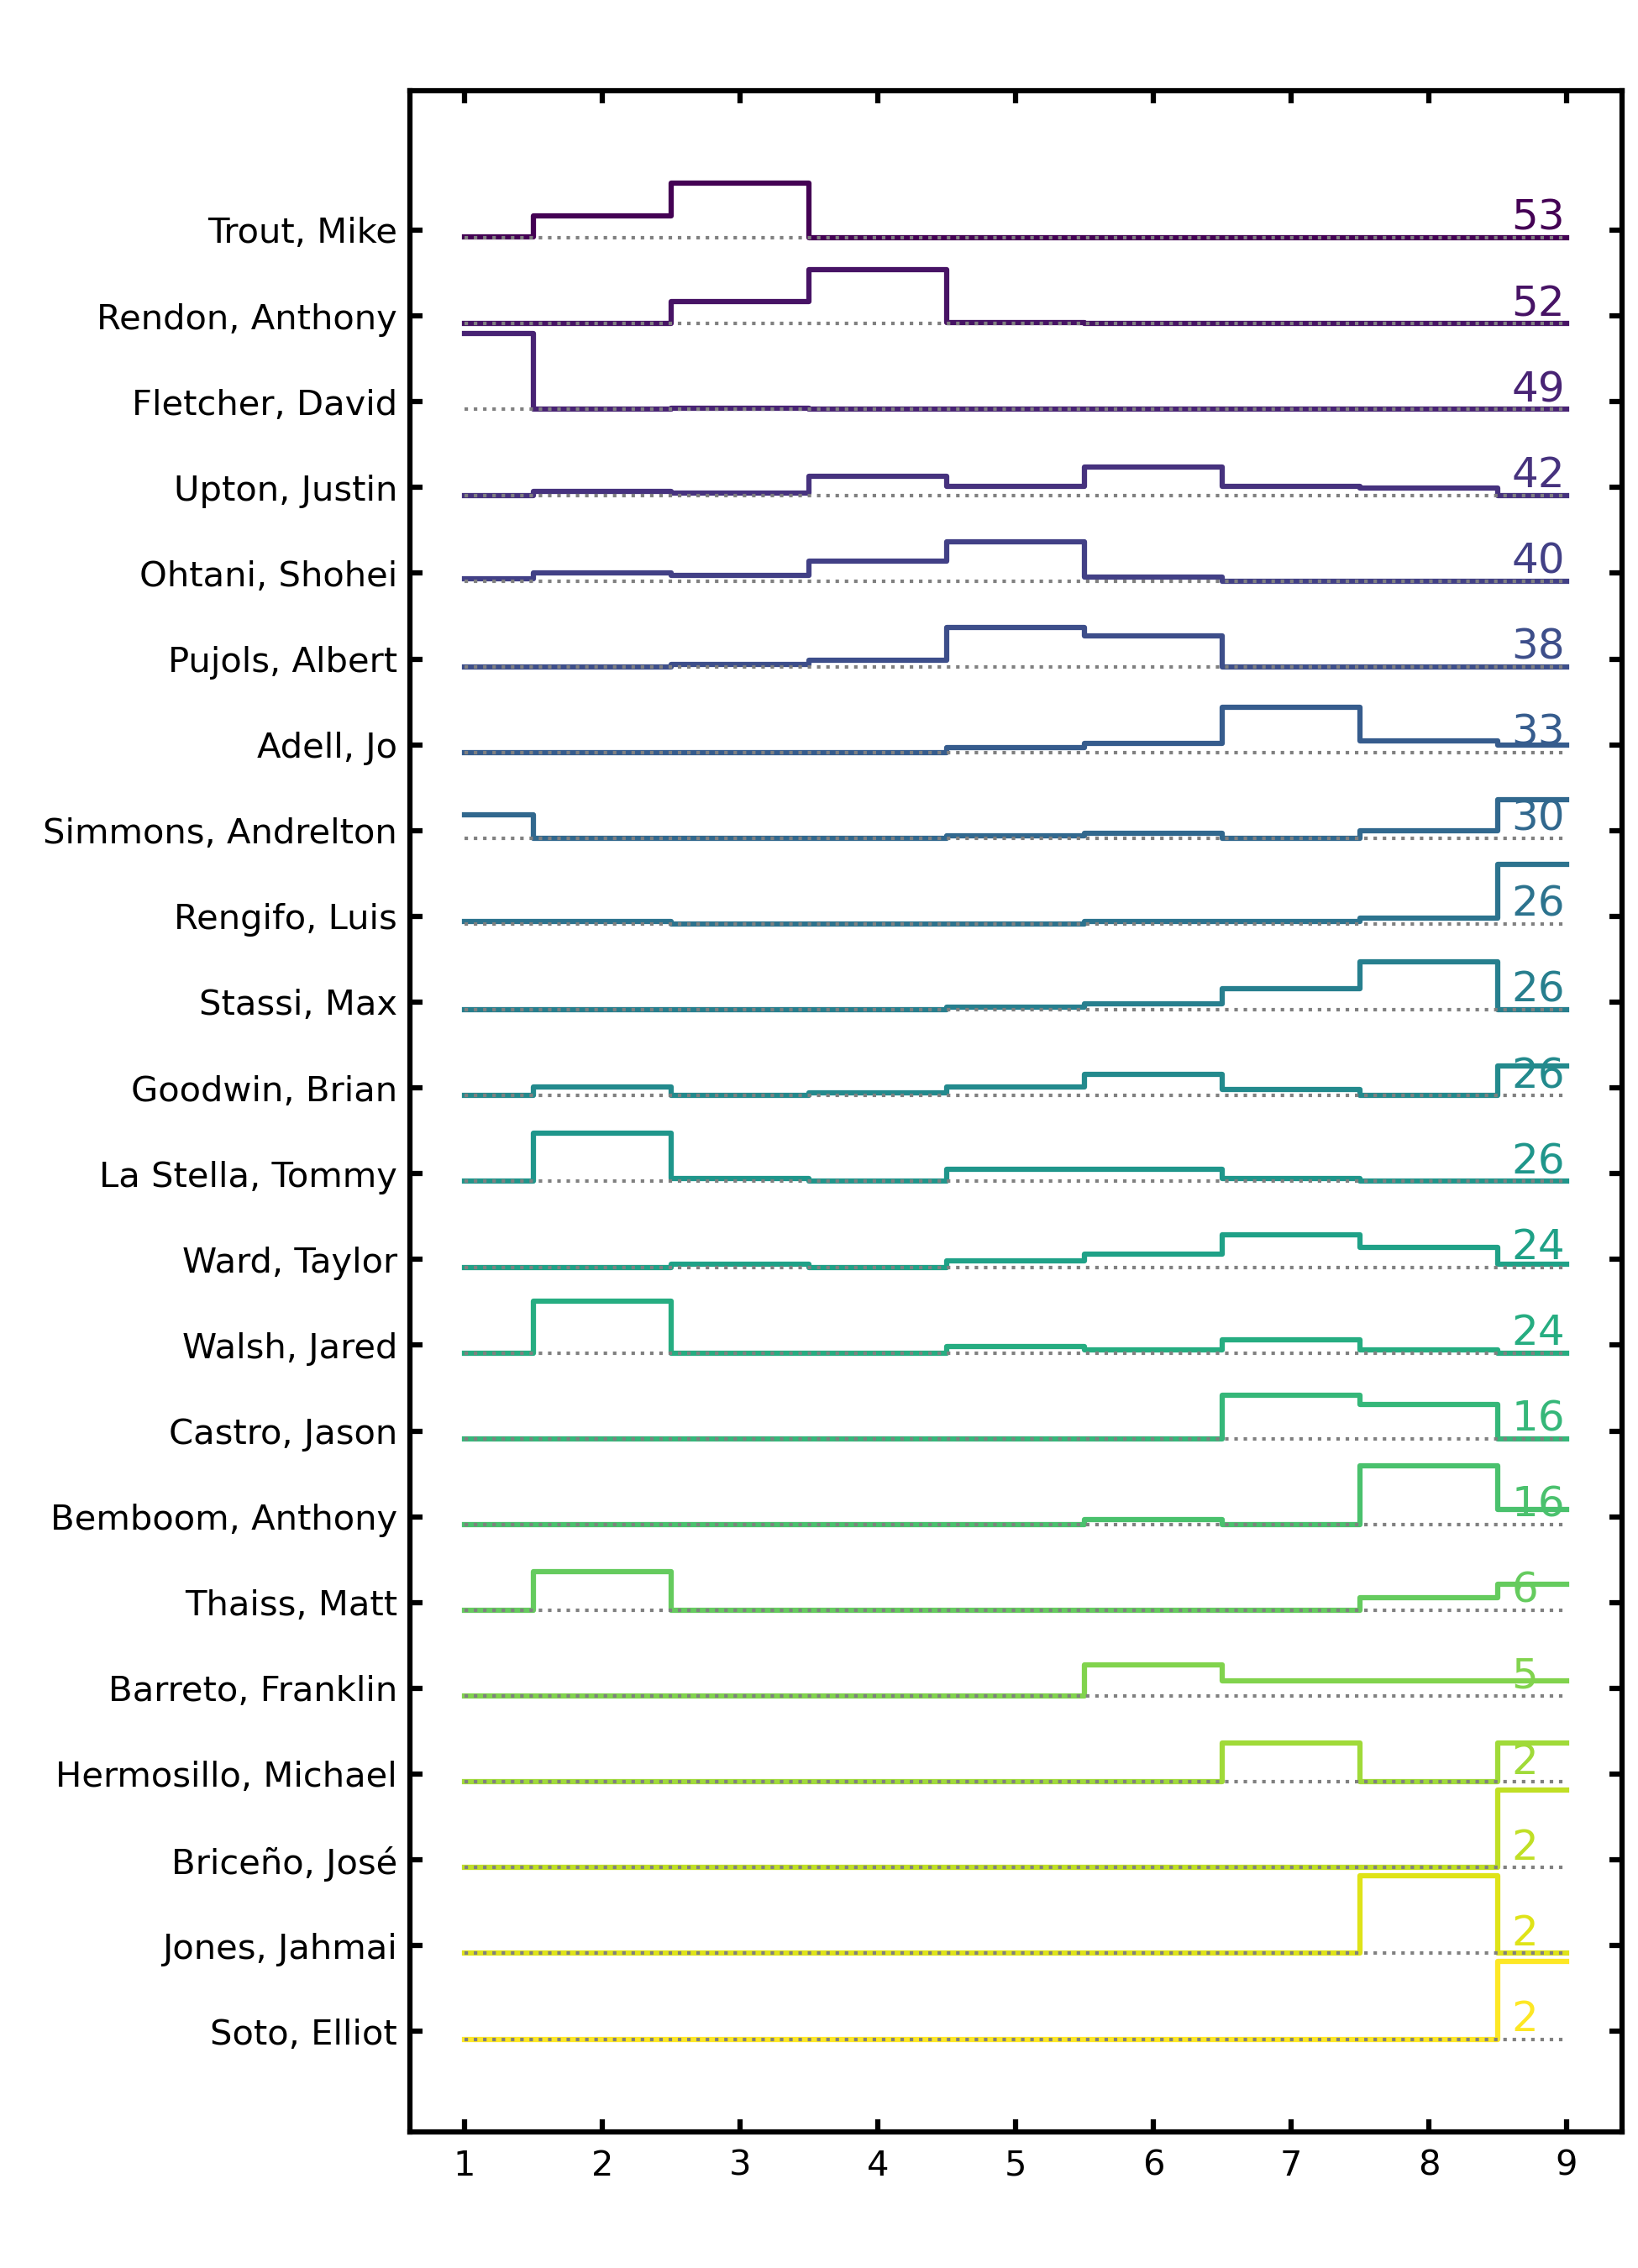 Trout, Mike 53
Rendon, Anthony 52
Fletcher, David 49
Upton, Justin 42
Ohtani, Shohei 40
Pujols, Albert 38
Adell, Jo 33
Simmons, Andrelton 30
Rengifo, Luis 26
Stassi, Max 26
Goodwin, Brian 26
La Stella, Tommy 26
Ward, Taylor 24
Walsh, Jared 24
Castro, Jason 16
Bemboom, Anthony 16
Thaiss, Matt 6
Barreto, Franklin 5
Hermosillo, Michael 2
Briceño, José 2
Jones, Jahmai 2
Soto, Elliot 2
1 2 3 4 5 6 7 8 9